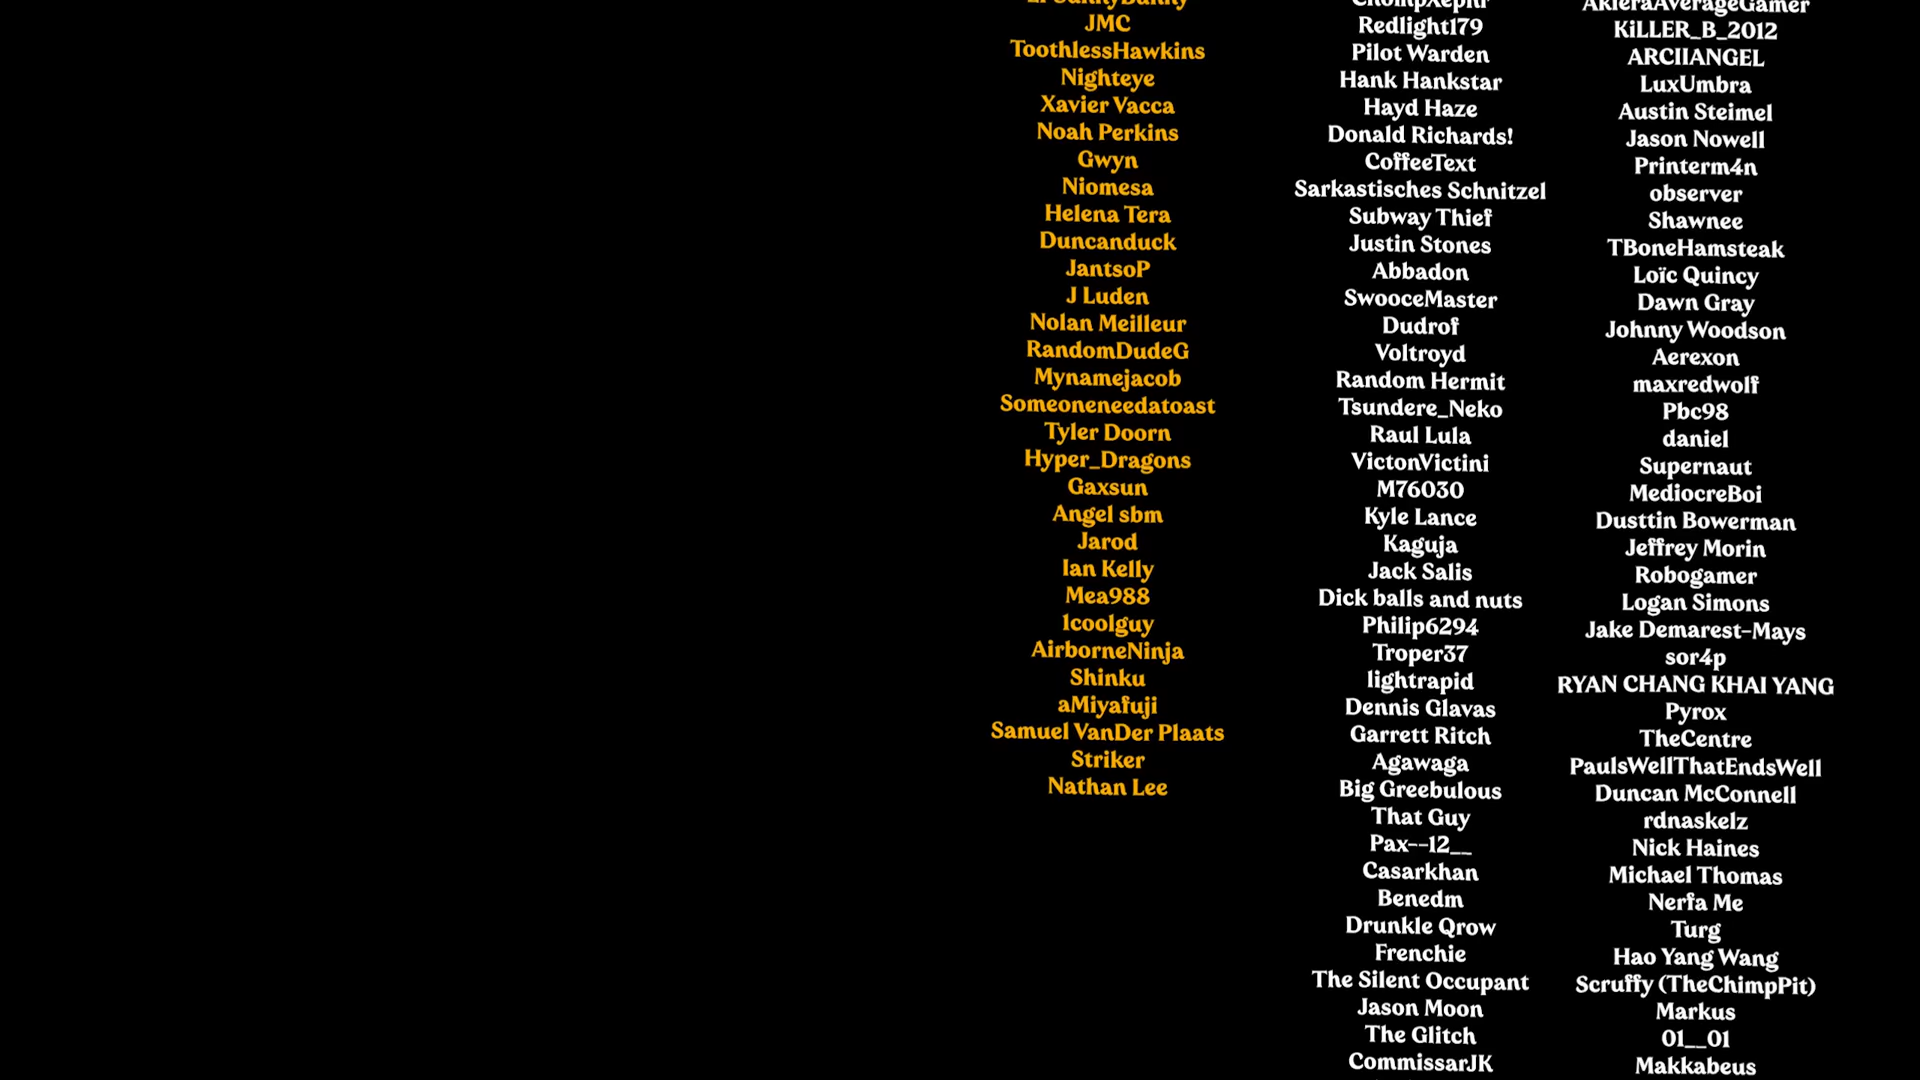 JMC
ToothlessHawkins
Nighteye
Xavier Vacca
Noah Perkins
Gwyn
Niomesa
Helena Tera
Duncanduck
JantsoP
J Luden
Nolan Meilleur
RandomDudeG
Mynamejacob
Someoneneedatoast
Tyler Doorn
Hyper_Dragons
Gaxsun
Angel sbm
Jarod
Ian Kelly
Mea988
1coolguy
AirborneNinja
Shinku
aMiyafuji
Samuel VanDer Plaats
Striker
Nathan Lee
Redlight179
Pilot Warden
Hank Hankstar
Hayd Haze
Donald Richards!
CoffeeText
Sarkastisches Schnitzel
Subway Thief
Justin Stones
Abbadon
SwooceMaster
Dudrof
Voltroyd
Random Hermit
Tsundere_Neko
Raul Lula
VictonVictini
M76030
Kyle Lance
Kaguja
Jack Salis
Dick balls and nuts
Philip6294
Troper37
lightrapid
Dennis Glavas
Garrett Ritch
Agawaga
Big Greebulous
That Guy
Pax--12__
Casarkhan
Benedm
Drunkle Qrow
Frenchie
The Silent Occupant
Jason Moon
The Glitch
CommissarJK
AkieraAverageGamer
KiLLER_B_2012
ARCIIANGEL
LuxUmbra
Austin Steimel
Jason Nowell
Printerm4n
observer
Shawnee
TBoneHamsteak
Loïc Quincy
Dawn Gray
Johnny Woodson
Aerexon
maxredwolf
Pbc98
daniel
Supernaut
MediocreBoi
Dusttin Bowerman
Jeffrey Morin
Robogamer
Logan Simons
Jake Demarest-Mays
sor4p
RYAN CHANG KHAI YANG
Pyrox
TheCentre
PaulsWellThatEndsWell
Duncan McConnell
rdnaskelz
Nick Haines
Michael Thomas
Nerfa Me
Turg
Hao Yang Wang
Scruffy (TheChimpPit)
Markus
01__01
Makkabeus